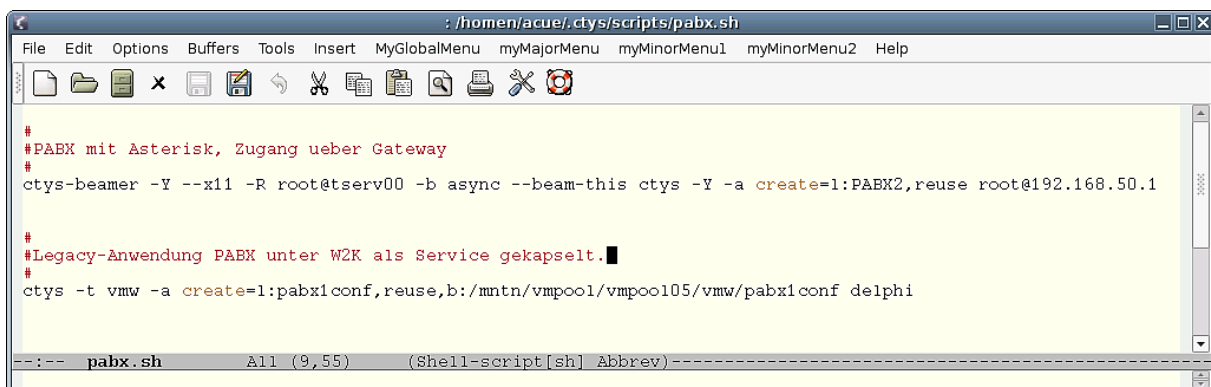 : /homen/acue/.ctys/scripts/pabx.sh
File Edit Options Buffers Tools Insert MyGlobalMenu myMajorMenu myMinorMenu1 myMinorMenu2 Help
#
#PABX mit Asterisk, Zugang ueber Gateway
#
ctys-beamer -Y --x11 -R root@tserv00 -b async --beam-this ctys -Y -a create=l:PABX2,reuse root@192.168.50.1
#
#Legacy-Anwendung PABX unter W2K als Service gekapselt.
#
ctys -t vmw -a create=l:pabx1conf,reuse,b:/mntn/vmpool/vmpool05/vmw/pabx1conf delphi
--:-- pabx.sh All (9,55) (Shell-script[sh] Abbrev)--------------------------------------------------